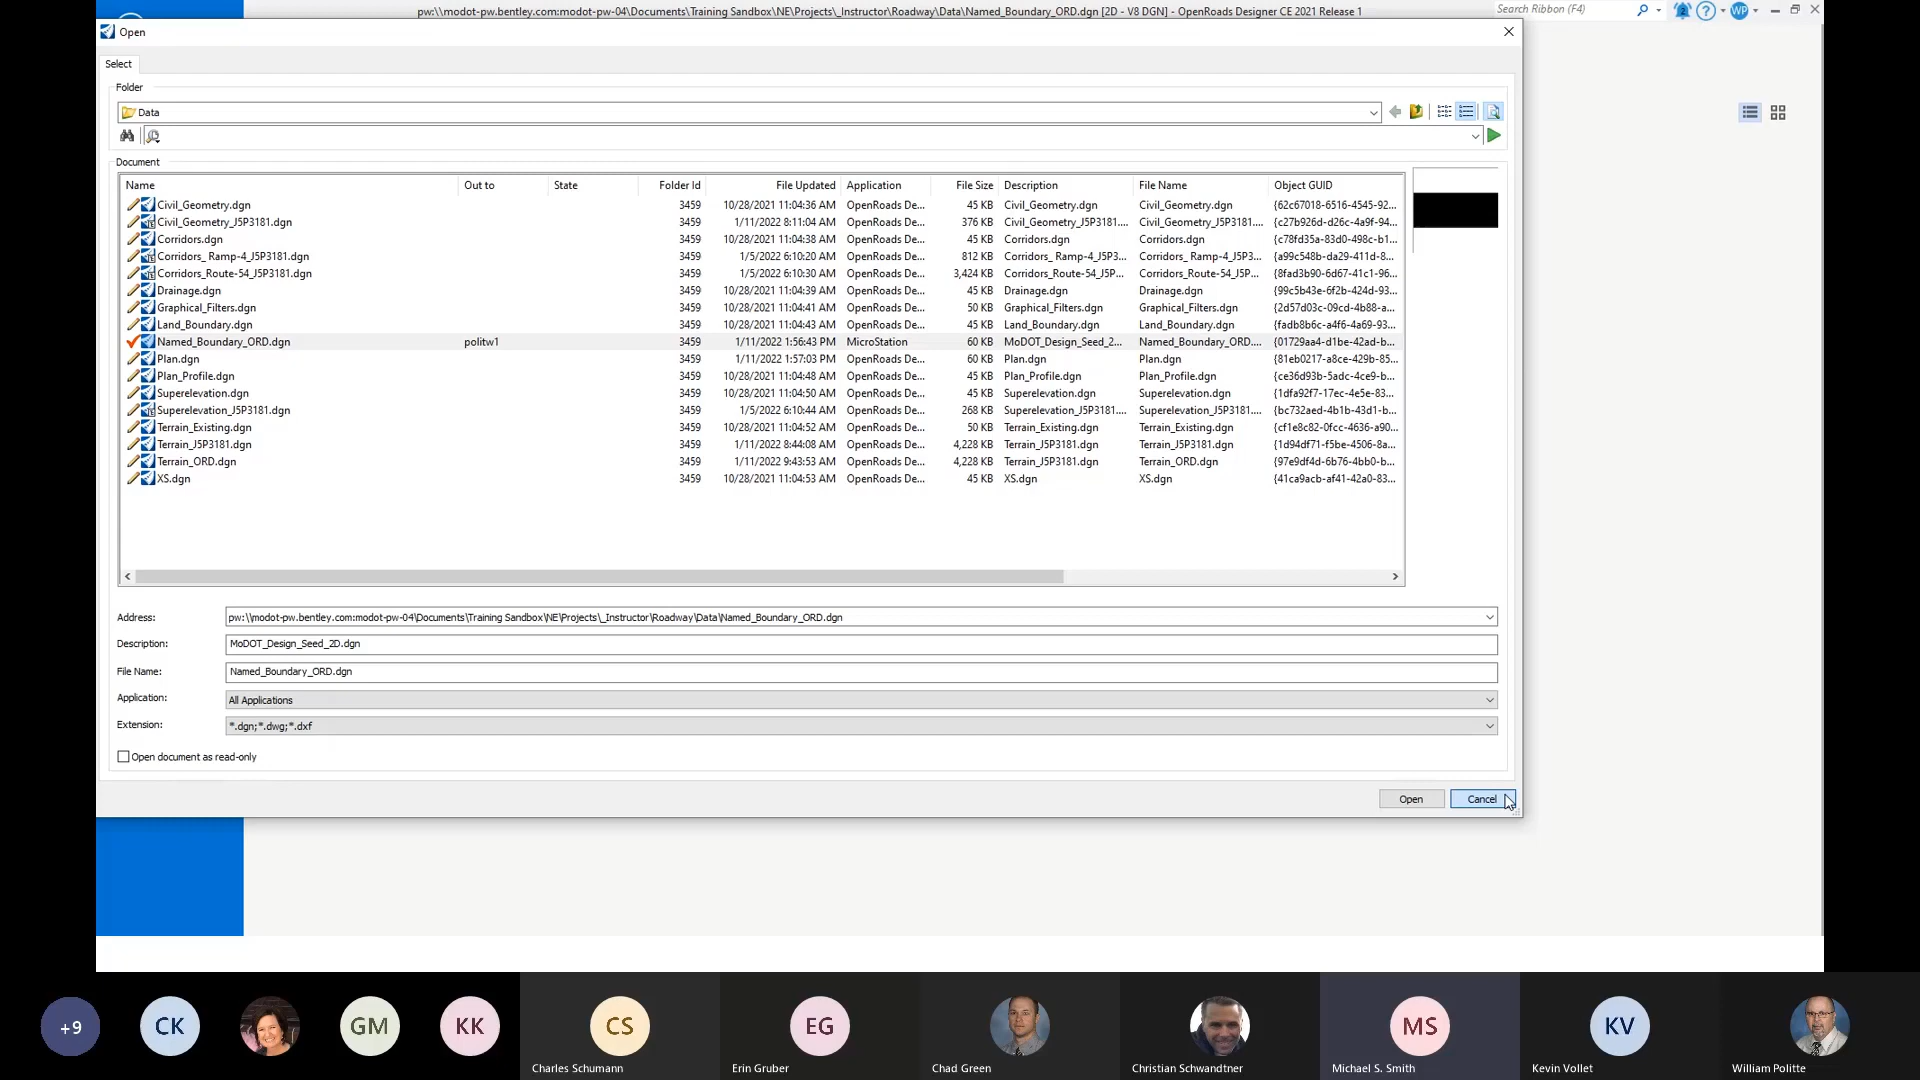 pw:\\modot-pw.bentley.com:modot-pw-04\Documents\Training Sandbox\NE\Projects\_Instructor\Roadway\Data\Named_Boundary_ORD.dgn [2D - V8 DGN] - OpenRoads Designer CE 2021 Release 1
Search Ribbon (F4)
WP
Open
Select
Folder
Data
Document
Name Out to State Folder Id File Updated Application File Size Description File Name Object GUID
Civil_Geometry.dgn 3459 10/28/2021 11:04:36 AM OpenRoads De... 45 KB Civil_Geometry.dgn Civil_Geometry.dgn {62c67018-6516-4545-92...
Civil_Geometry_J5P3181.dgn 3459 1/11/2022 8:11:04 AM OpenRoads De... 376 KB Civil_Geometry_J5P3181.... Civil_Geometry_J5P3181.... {c27b926d-d26c-4a9f-94...
Corridors.dgn 3459 10/28/2021 11:04:38 AM OpenRoads De... 45 KB Corridors.dgn Corridors.dgn {c78fd35a-83d0-498c-b1...
Corridors_ Ramp-4_J5P3181.dgn 3459 1/5/2022 6:10:20 AM OpenRoads De... 812 KB Corridors_ Ramp-4_J5P3... Corridors_ Ramp-4_J5P3... {a99c548b-da29-411d-8...
Corridors_Route-54_J5P3181.dgn 3459 1/5/2022 6:10:30 AM OpenRoads De... 3,424 KB Corridors_Route-54_J5P... Corridors_Route-54_J5P... {8fad3b90-6d67-41c1-96...
Drainage.dgn 3459 10/28/2021 11:04:39 AM OpenRoads De... 45 KB Drainage.dgn Drainage.dgn {99c5b43e-6f2b-424d-93...
Graphical_Filters.dgn 3459 10/28/2021 11:04:41 AM OpenRoads De... 50 KB Graphical_Filters.dgn Graphical_Filters.dgn {2d57d03c-09cd-4b88-a...
Land_Boundary.dgn 3459 10/28/2021 11:04:43 AM OpenRoads De... 45 KB Land_Boundary.dgn Land_Boundary.dgn {fadb8b6c-a4f6-4a69-93...
Named_Boundary_ORD.dgn politw1 3459 1/11/2022 1:56:43 PM MicroStation 60 KB MoDOT_Design_Seed_2... Named_Boundary_ORD.... {01729aa4-d1be-42ad-b...
Plan.dgn 3459 1/11/2022 1:57:03 PM OpenRoads De... 60 KB Plan.dgn Plan.dgn {81eb0217-a8ce-429b-85...
Plan_Profile.dgn 3459 10/28/2021 11:04:48 AM OpenRoads De... 45 KB Plan_Profile.dgn Plan_Profile.dgn {ce36d93b-5adc-4ce9-b...
Superelevation.dgn 3459 10/28/2021 11:04:50 AM OpenRoads De... 45 KB Superelevation.dgn Superelevation.dgn {1dfa92f7-17ec-4e5e-83...
Superelevation_J5P3181.dgn 3459 1/5/2022 6:10:44 AM OpenRoads De... 268 KB Superelevation_J5P3181.... Superelevation_J5P3181.... {bc732aed-4b1b-43d1-b...
Terrain_Existing.dgn 3459 10/28/2021 11:04:52 AM OpenRoads De... 50 KB Terrain_Existing.dgn Terrain_Existing.dgn {cf1e8c82-0fcc-4636-a90...
Terrain_J5P3181.dgn 3459 1/11/2022 8:44:08 AM OpenRoads De... 4,228 KB Terrain_J5P3181.dgn Terrain_J5P3181.dgn {1d94df71-f5be-4506-8a...
Terrain_ORD.dgn 3459 1/11/2022 9:43:53 AM OpenRoads De... 4,228 KB Terrain_J5P3181.dgn Terrain_ORD.dgn {97e9df4d-6b76-4bb0-b...
XS.dgn 3459 10/28/2021 11:04:53 AM OpenRoads De... 45 KB XS.dgn XS.dgn {41ca9acb-af41-42a0-83...
Address: pw:\\modot-pw.bentley.com:modot-pw-04\Documents\Training Sandbox\NE\Projects\_Instructor\Roadway\Data\Named_Boundary_ORD.dgn
Description: MoDOT_Design_Seed_2D.dgn
File Name: Named_Boundary_ORD.dgn
Application: All Applications
Extension: *.dgn;*.dwg;*.dxf
Open document as read-only
Open Cancel
+9 CK GM KK CS EG MS KV
Charles Schumann Erin Gruber Chad Green Christian Schwandtner Michael S. Smith Kevin Vollet William Politte